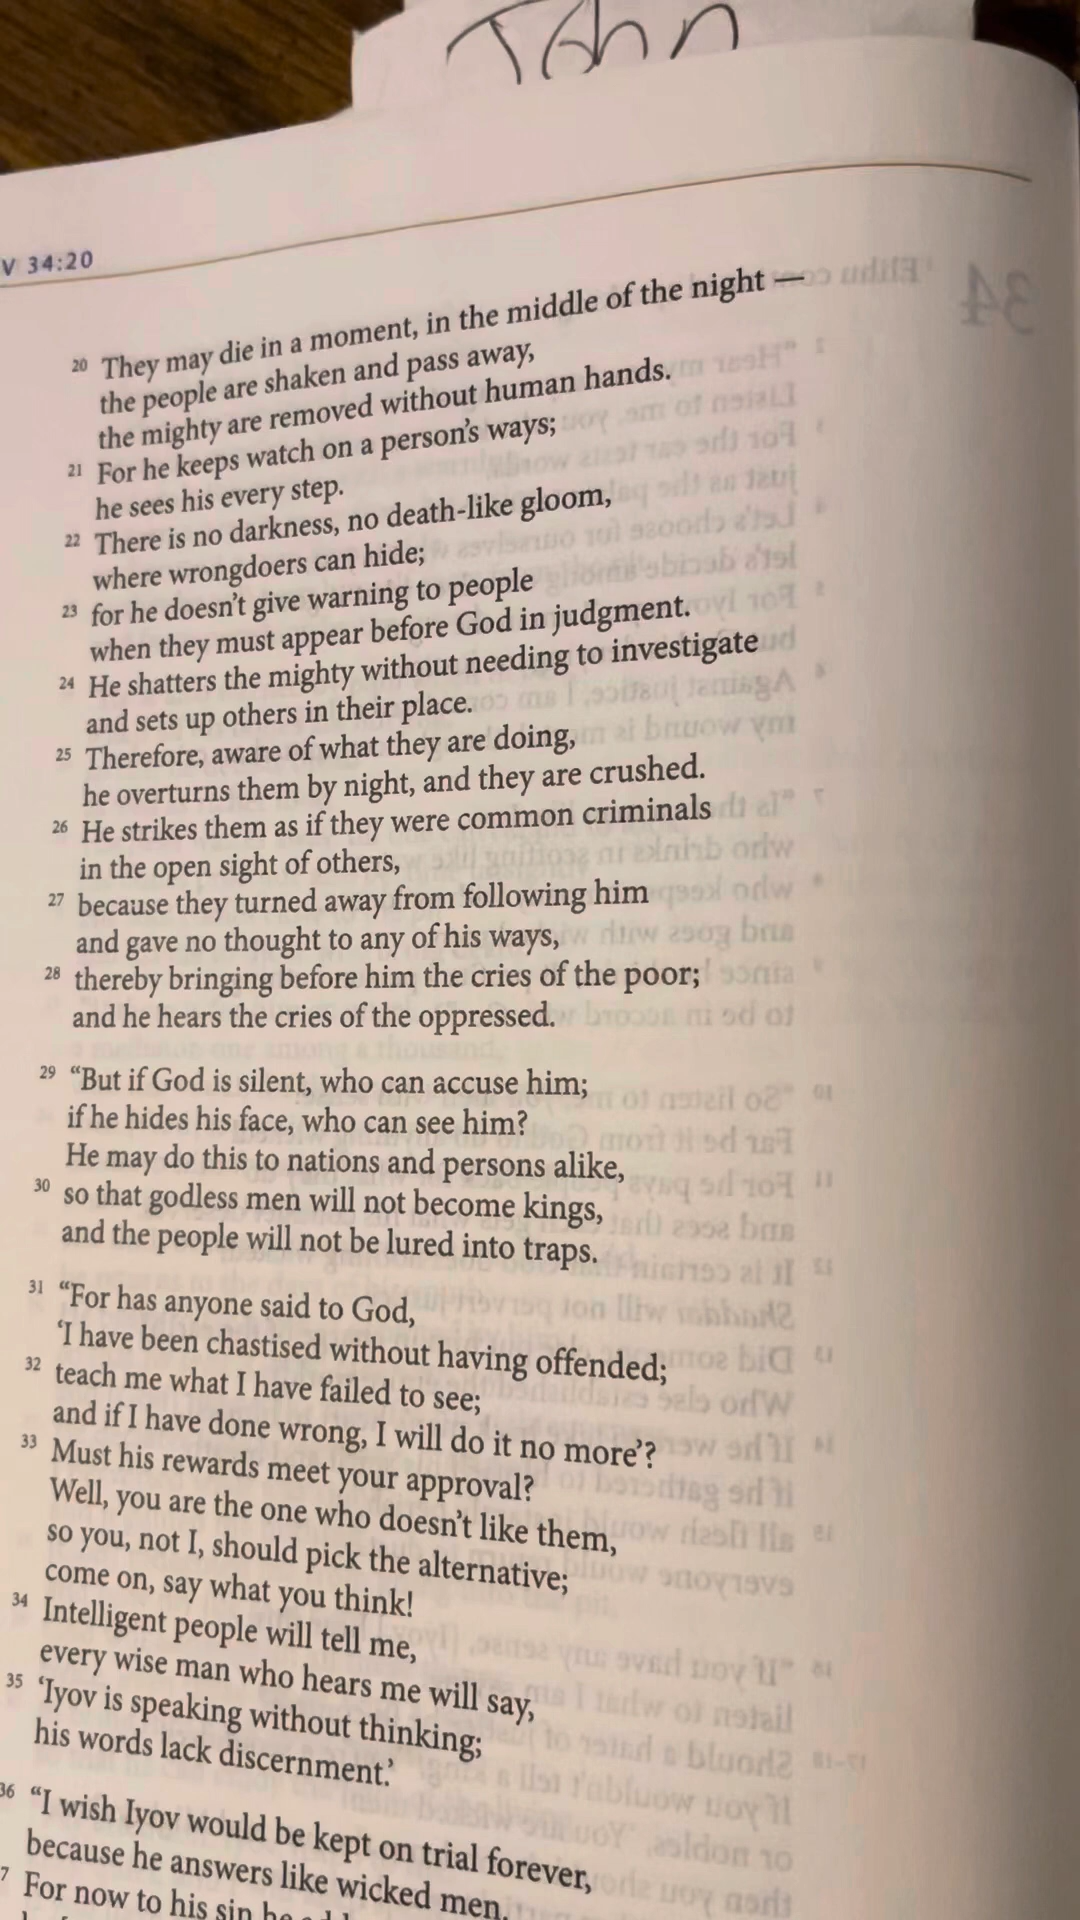 JAhn
V 34:20
20 They may die in a moment, in the middle of the night —
the people are shaken and pass away,
the mighty are removed without human hands.
21 For he keeps watch on a person's ways;
he sees his every step.
22 There is no darkness, no death-like gloom,
where wrongdoers can hide;
23 for he doesn't give warning to people
when they must appear before God in judgment.
24 He shatters the mighty without needing to investigate
and sets up others in their place.
25 Therefore, aware of what they are doing,
he overturns them by night, and they are crushed.
26 He strikes them as if they were common criminals
in the open sight of others,
27 because they turned away from following him
and gave no thought to any of his ways,
28 thereby bringing before him the cries of the poor;
and he hears the cries of the oppressed.
29 “But if God is silent, who can accuse him;
if he hides his face, who can see him?
He may do this to nations and persons alike,
30 so that godless men will not become kings,
and the people will not be lured into traps.
31 “For has anyone said to God,
‘I have been chastised without having offended;
32 teach me what I have failed to see;
and if I have done wrong, I will do it no more’?
33 Must his rewards meet your approval?
Well, you are the one who doesn't like them,
so you, not I, should pick the alternative;
come on, say what you think!
34 Intelligent people will tell me,
every wise man who hears me will say,
35 ‘Iyov is speaking without thinking;
his words lack discernment.’
36 “I wish Iyov would be kept on trial forever,
because he answers like wicked men.
7 For now to his sin he